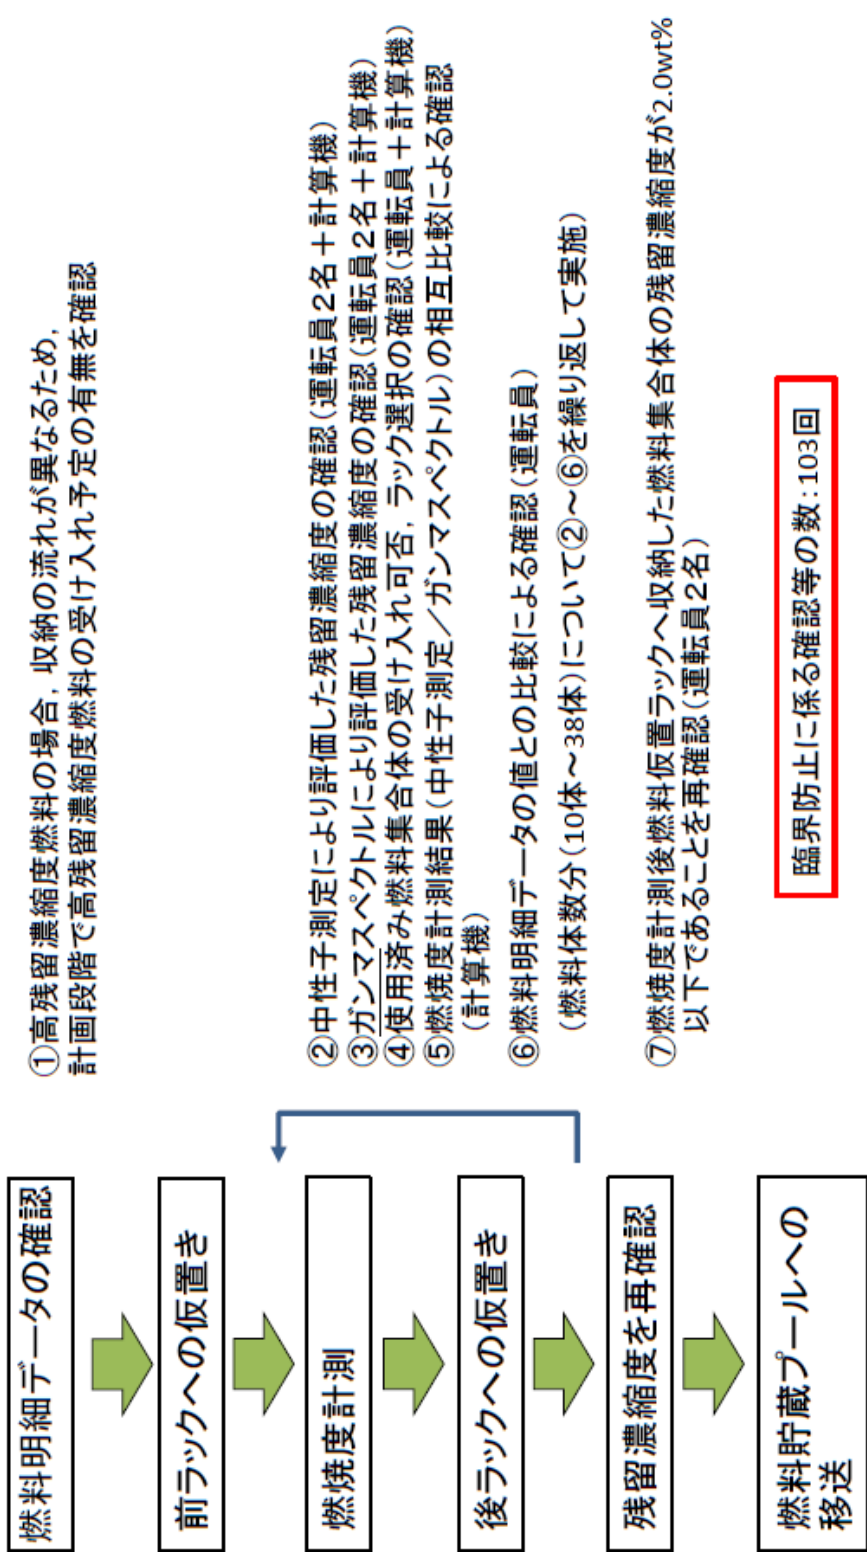 燃料明細データの確認
①高残留濃縮度燃料の場合，収納の流れが異なるため，
計画段階で高残留濃縮度燃料の受け入れ予定の有無を確認
前ラックへの仮置き
燃焼度計測
②中性子測定により評価した残留濃縮度の確認（運転員２名＋計算機）
③ガンマスペクトルにより評価した残留濃縮度の確認（運転員２名＋計算機）
④使用済み燃料集合体の受け入れ可否，ラック選択の確認（運転員＋計算機）
⑤燃焼度計測結果（中性子測定／ガンマスペクトル）の相互比較による確認
（計算機）
後ラックへの仮置き
⑥燃料明細データの値との比較による確認（運転員）
（燃料体数分（10体～38体）について②～⑥を繰り返して実施）
残留濃縮度を再確認
⑦燃焼度計測後燃料仮置ラックへ収納した燃料集合体の残留濃縮度が2.0wt%
以下であることを再確認（運転員２名）
燃料貯蔵プールへの
移送
臨界防止に係る確認等の数：103回